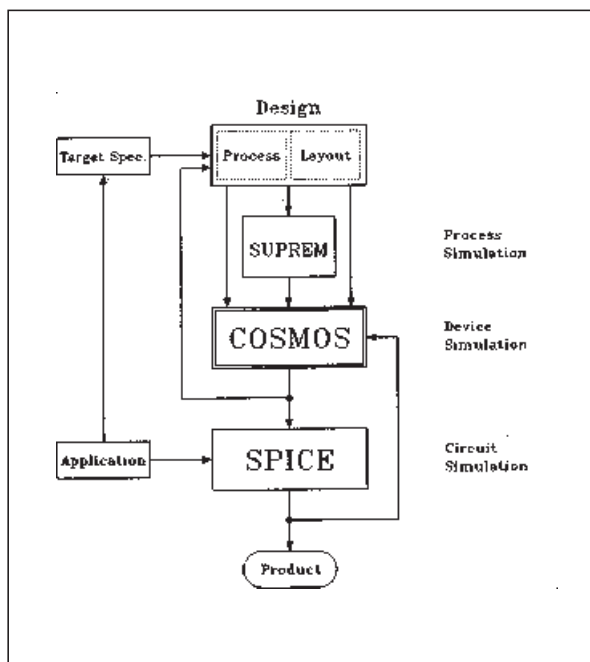 Design
Target Spec.
Process
Layout
SUPREM
Process
Simulation
COSMOS
Device
Simulation
Application
SPICE
Circuit
Simulation
Product